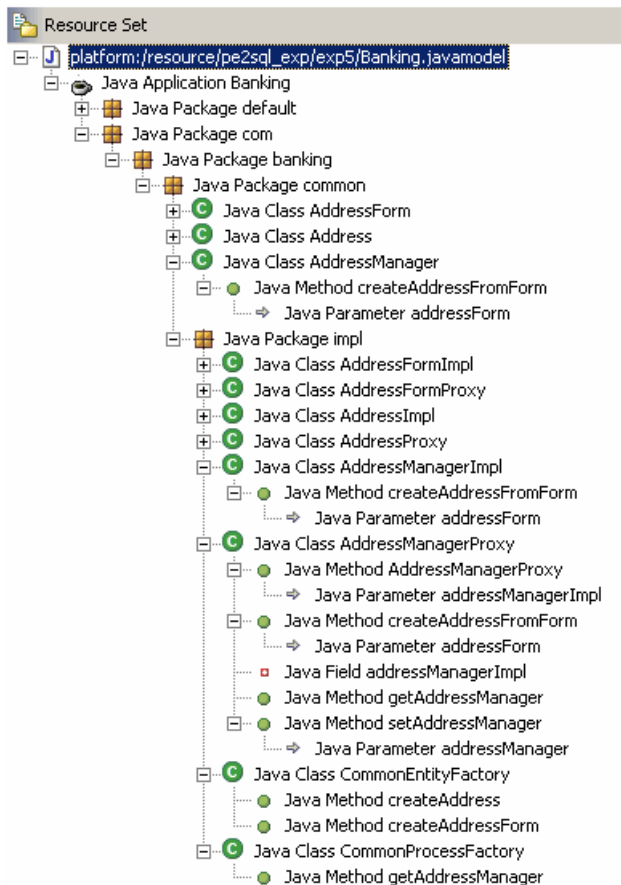 Resource Set
platform:/resource/pe2sql_exp/exp5/Banking.javamodel
Java Application Banking
Java Package default
Java Package com
Java Package banking
Java Package common
Java Class AddressForm
Java Class Address
Java Class AddressManager
Java Method createAddressFromForm
Java Parameter addressForm
Java Package impl
Java Class AddressFormImpl
Java Class AddressFormProxy
Java Class AddressImpl
Java Class AddressProxy
Java Class AddressManagerImpl
Java Method createAddressFromForm
Java Parameter addressForm
Java Class AddressManagerProxy
Java Method AddressManagerProxy
Java Parameter addressManagerImpl
Java Method createAddressFromForm
Java Parameter addressForm
Java Field addressManagerImpl
Java Method getAddressManager
Java Method setAddressManager
Java Parameter addressManager
Java Class CommonEntityFactory
Java Method createAddress
Java Method createAddressForm
Java Class CommonProcessFactory
Java Method getAddressManager